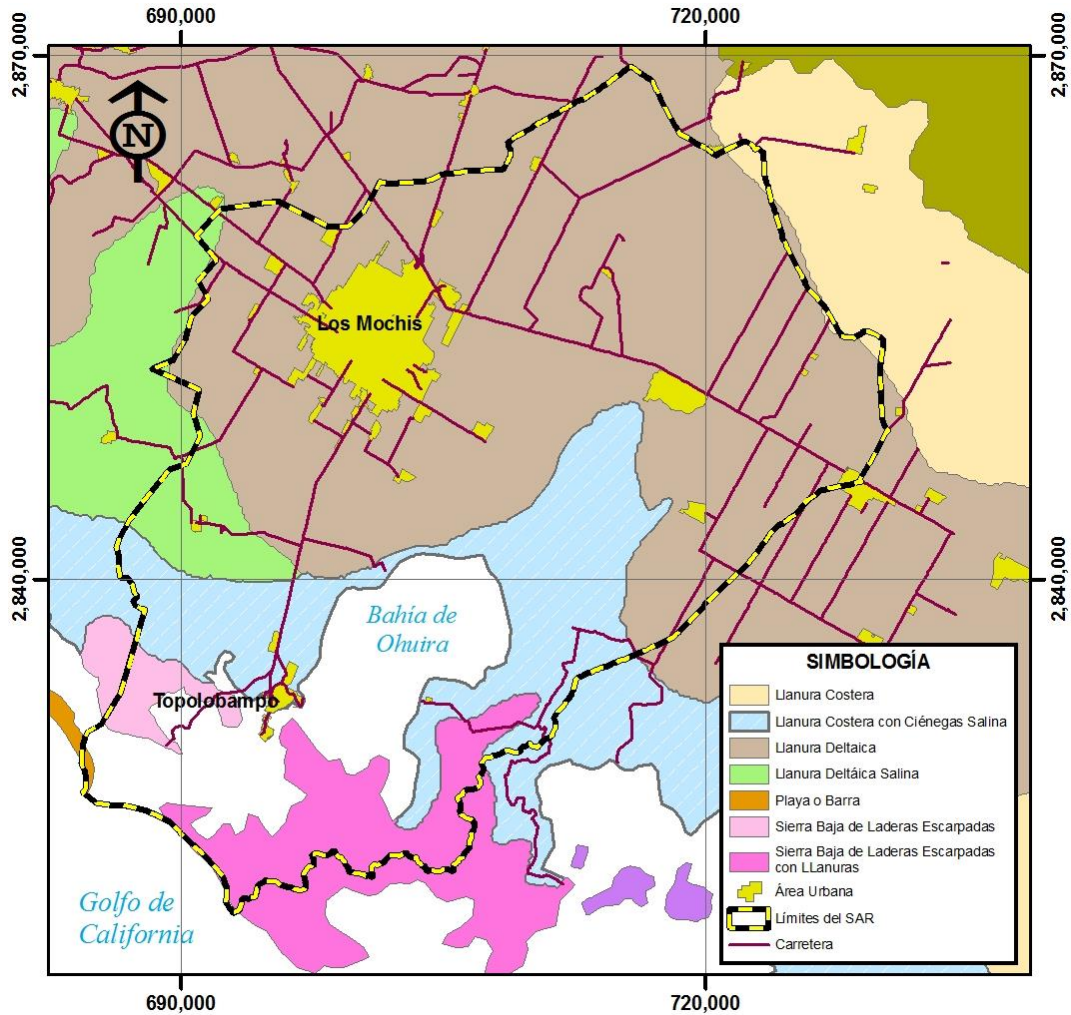 690,000
720,000
2,870,000
2,870,000
N
Los Mochis
2,840,000
2,840,000
Bahía de
Ohuira
Topolobampo
Golfo de
California
SIMBOLOGÍA
Llanura Costera
Llanura Costera con Ciénegas Salina
Llanura Deltaica
Llanura Deltáica Salina
Playa o Barra
Sierra Baja de Laderas Escarpadas
Sierra Baja de Laderas Escarpadas
con LLanuras
Área Urbana
Límites del SAR
Carretera
690,000
720,000